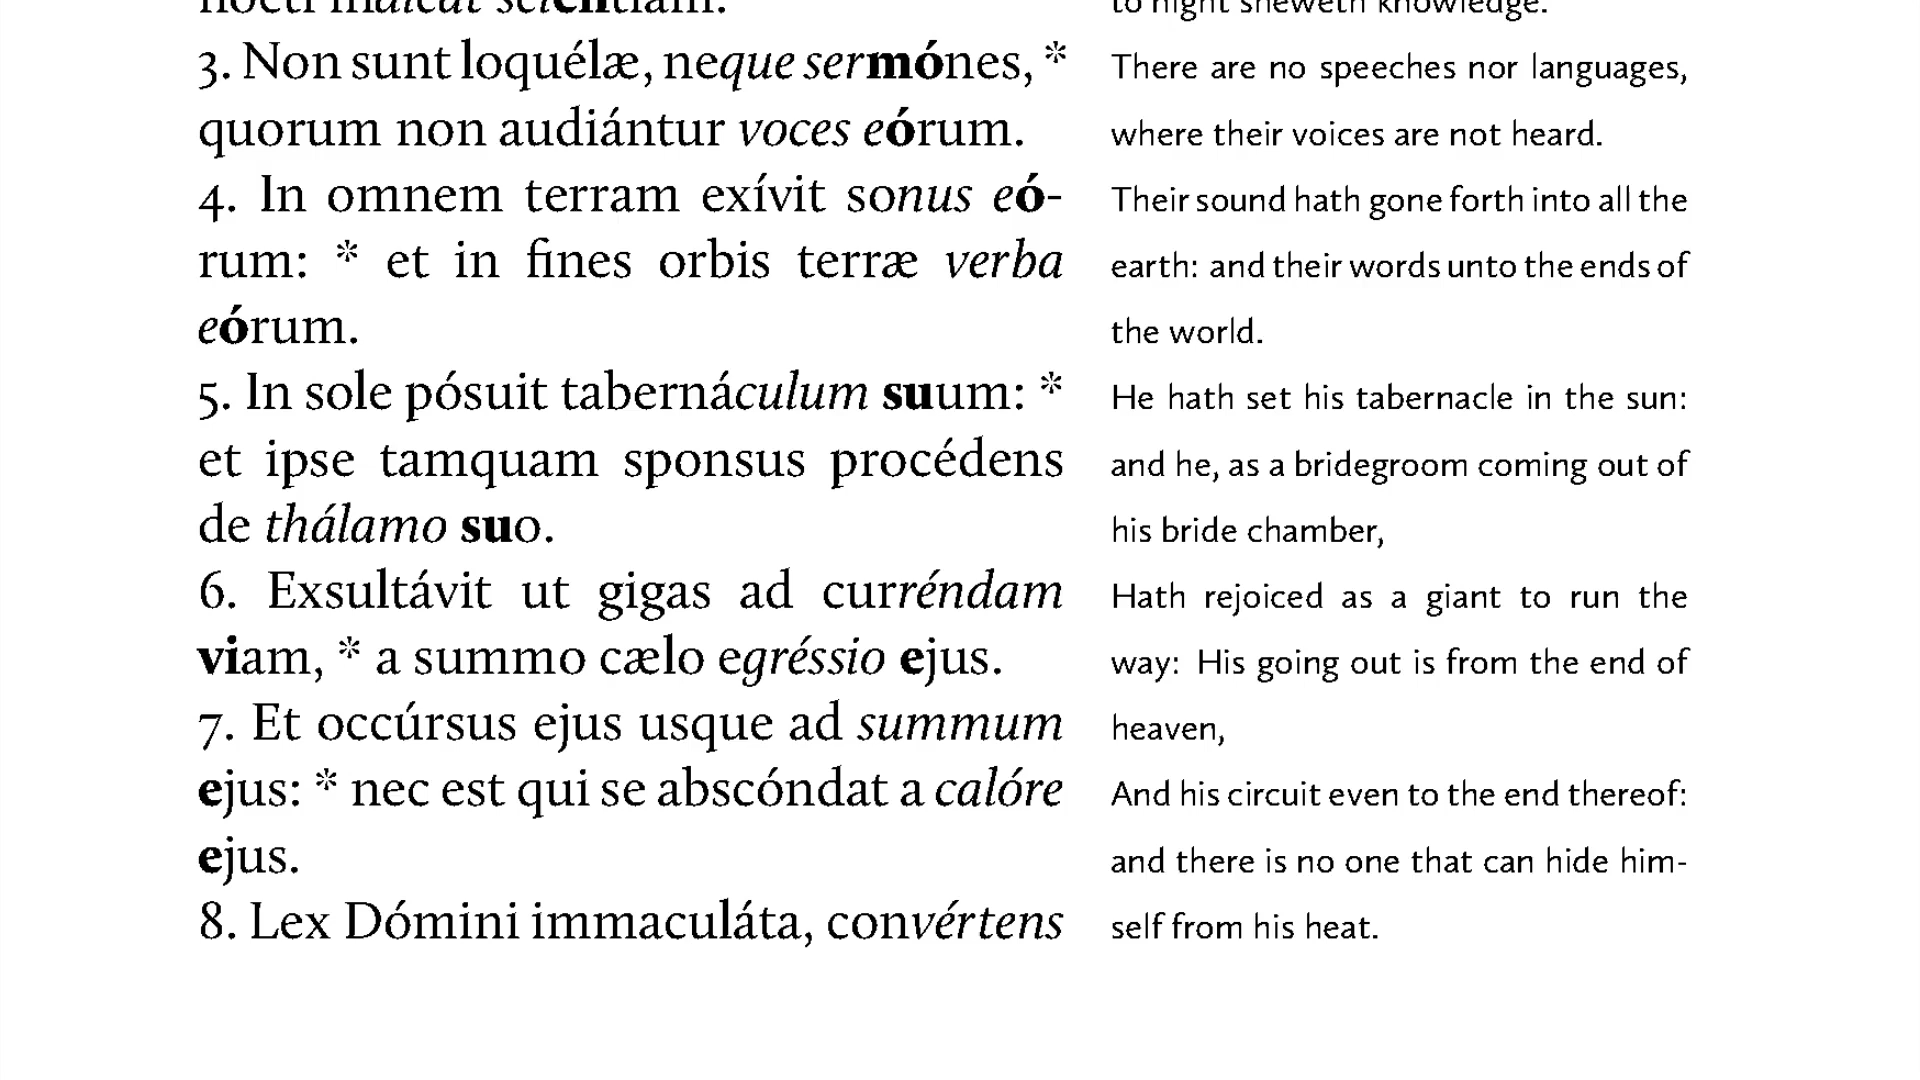 nocti indicat scientiam.
3. Non sunt loquélæ, neque sermónes, *
quorum non audiántur voces eórum.
4. In omnem terram exívit sonus eó-
rum: * et in fines orbis terræ verba
eórum.
5. In sole pósuit tabernáculum suum: *
et ipse tamquam sponsus procédens
de thálamo suo.
6. Exsultávit ut gigas ad curréndam
viam, * a summo cælo egréssio ejus.
7. Et occúrsus ejus usque ad summum
ejus: * nec est qui se abscóndat a calóre
ejus.
8. Lex Dómini immaculáta, convértens
to night sheweth knowledge.
There are no speeches nor languages,
where their voices are not heard.
Their sound hath gone forth into all the
earth: and their words unto the ends of
the world.
He hath set his tabernacle in the sun:
and he, as a bridegroom coming out of
his bride chamber,
Hath rejoiced as a giant to run the
way: His going out is from the end of
heaven,
And his circuit even to the end thereof:
and there is no one that can hide him-
self from his heat.